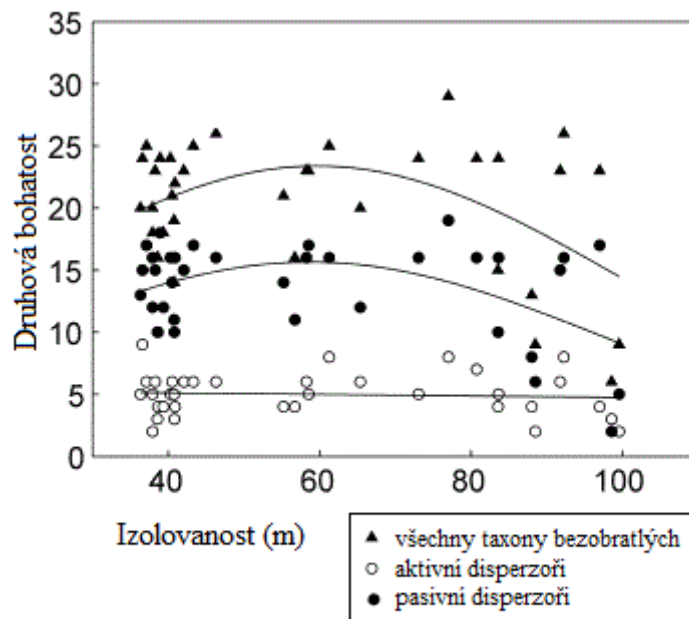 35
30
25
20
15
10
5
0
Druhová bohatost
40 60 80 100
Izolovanost (m)
všechny taxony bezobratlých
aktivní disperzoři
pasivní disperzoři